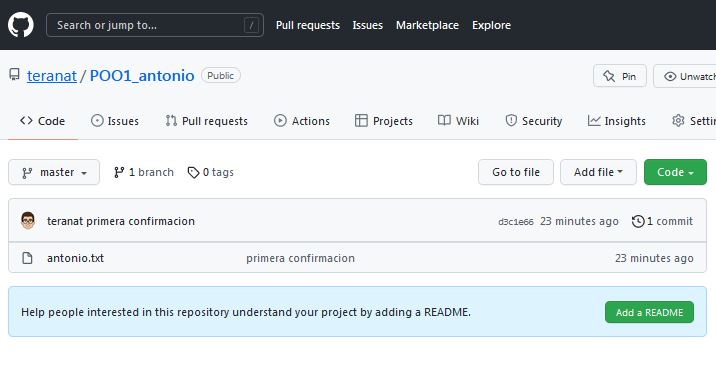 Search or jump to... / Pull requests Issues Marketplace Explore
teranat / POO1_antonio Public Pin Unwatch
Code Issues Pull requests Actions Projects Wiki Security Insights Settin
master 1 branch 0 tags Go to file Add file Code
teranat primera confirmacion d3c1e66 23 minutes ago 1 commit
antonio.txt primera confirmacion 23 minutes ago
Help people interested in this repository understand your project by adding a README. Add a README